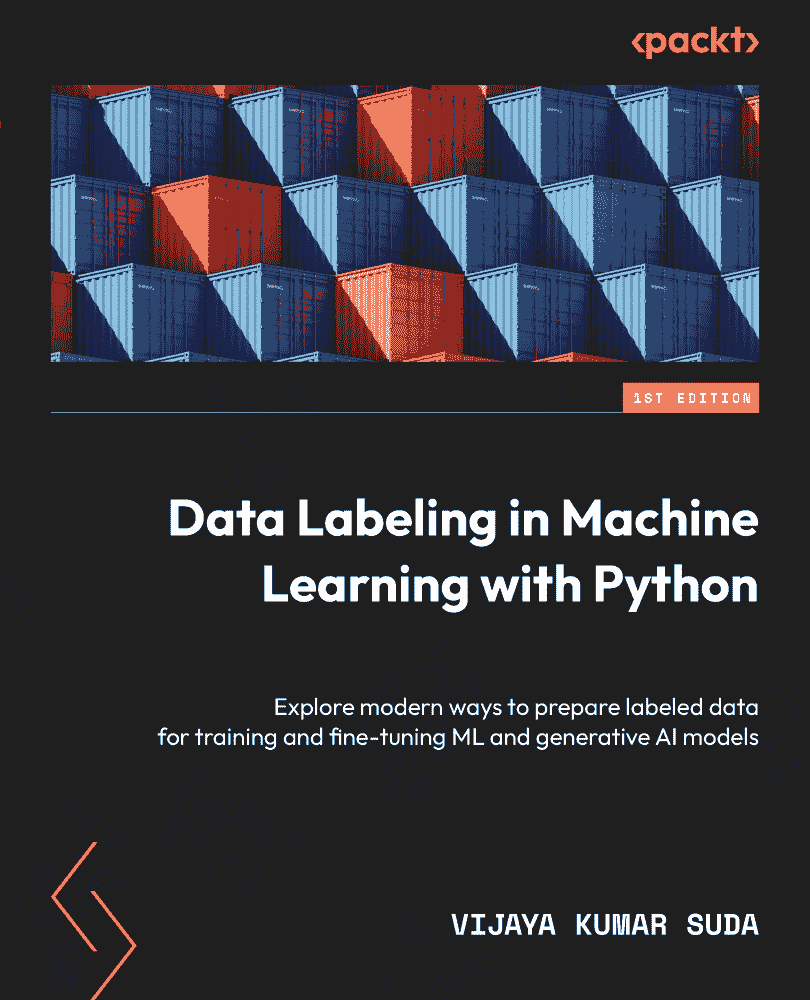 <packt>
1ST EDITION
Data Labeling in Machine
Learning with Python
Explore modern ways to prepare labeled data
for training and fine-tuning ML and generative AI models
VIJAYA KUMAR SUDA